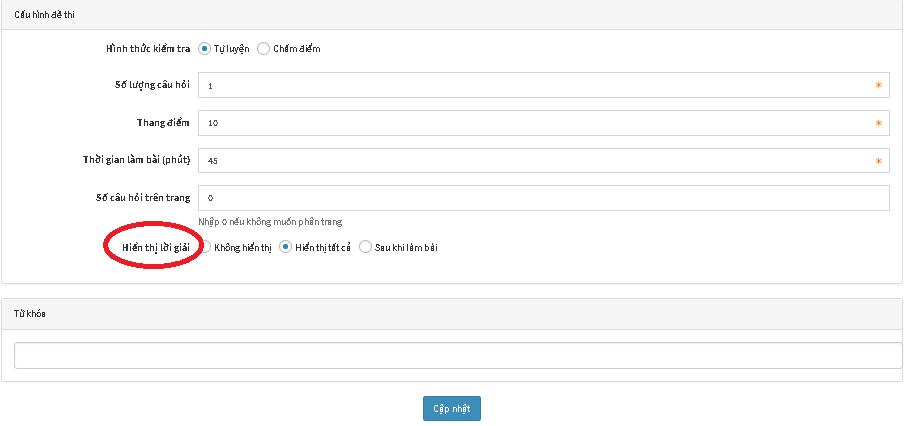 Cấu hình đề thi
Hình thức kiểm tra Tự luyện Chấm điểm
Số lượng câu hỏi 1 *
Thang điểm 10 *
Thời gian làm bài (phút) 45 *
Số câu hỏi trên trang 0
Nhập 0 nếu không muốn phân trang
Hiển thị lời giải Không hiển thị Hiển thị tất cả Sau khi làm bài
Từ khóa
Cập nhật